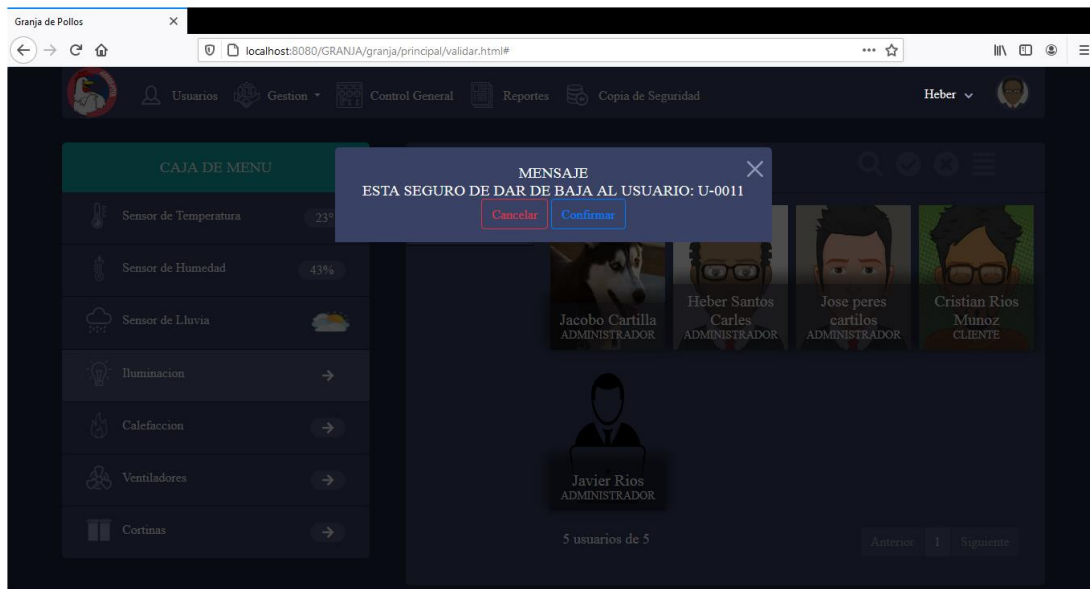 Granja de Pollos
localhost:8080/GRANJA/granja/principal/validar.html#
Usuarios Gestion Control General Reportes Copia de Seguridad Heber
CAJA DE MENU
MENSAJE
ESTA SEGURO DE DAR DE BAJA AL USUARIO: U-0011
Cancelar Confirmar
Sensor de Temperatura 23°
Sensor de Humedad 43%
Sensor de Lluvia
Iluminacion
Calefaccion
Ventiladores
Cortinas
Jacobo Cartilla
ADMINISTRADOR
Heber Santos
Carles
ADMINISTRADOR
Jose peres
cartilos
ADMINISTRADOR
Cristian Rios
Munoz
CLIENTE
Javier Rios
ADMINISTRADOR
5 usuarios de 5
Anterior 1 Siguiente